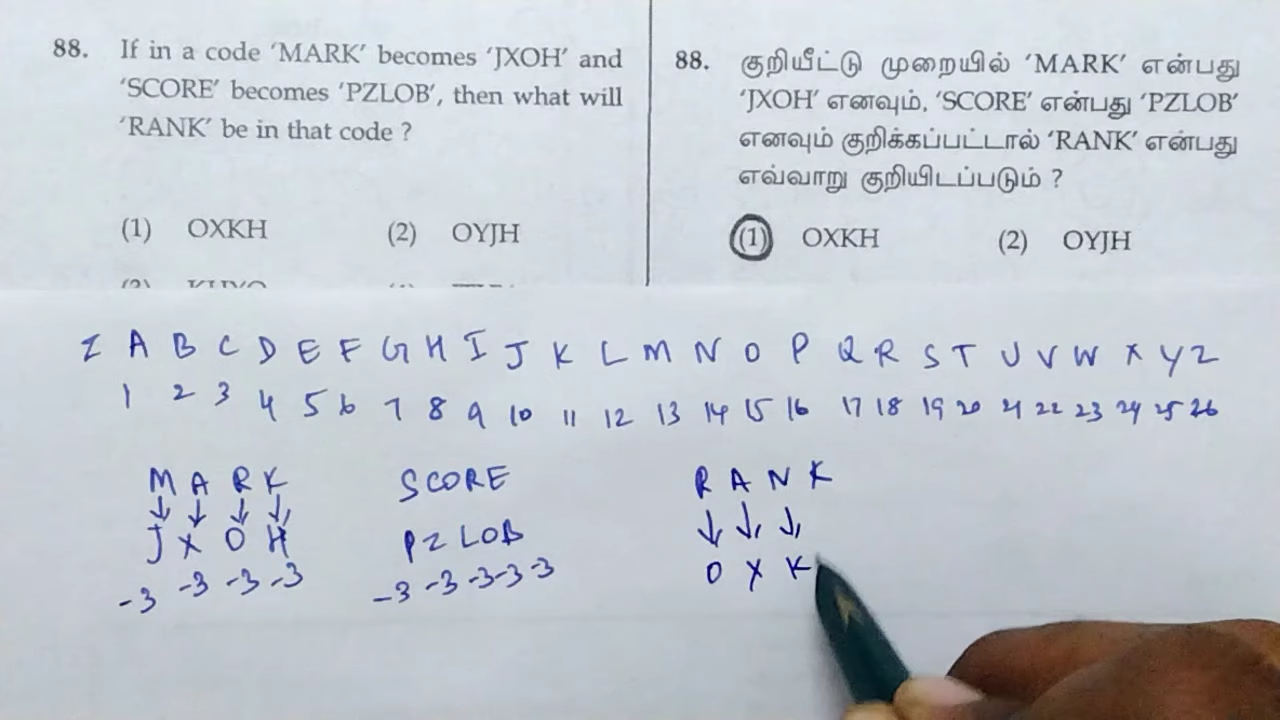 88. If in a code ‘MARK’ becomes ‘JXOH’ and
‘SCORE’ becomes ‘PZLOB’, then what will
‘RANK’ be in that code ?
(1) OXKH (2) OYJH
88. குறியீட்டு முறையில் ‘MARK’ என்பது
‘JXOH’ எனவும், ‘SCORE’ என்பது ‘PZLOB’
எனவும் குறிக்கப்பட்டால் ‘RANK’ என்பது
எவ்வாறு குறியிடப்படும் ?
(1) OXKH (2) OYJH
Z A B C D E F G H I J K L M N O P Q R S T U V W X Y Z
1 2 3 4 5 6 7 8 9 10 11 12 13 14 15 16 17 18 19 20 21 22 23 24 25 26
M A R K SCORE R A N K
J X O H PZLOB O X K
-3 -3 -3 -3 -3 -3 -3 -3 -3